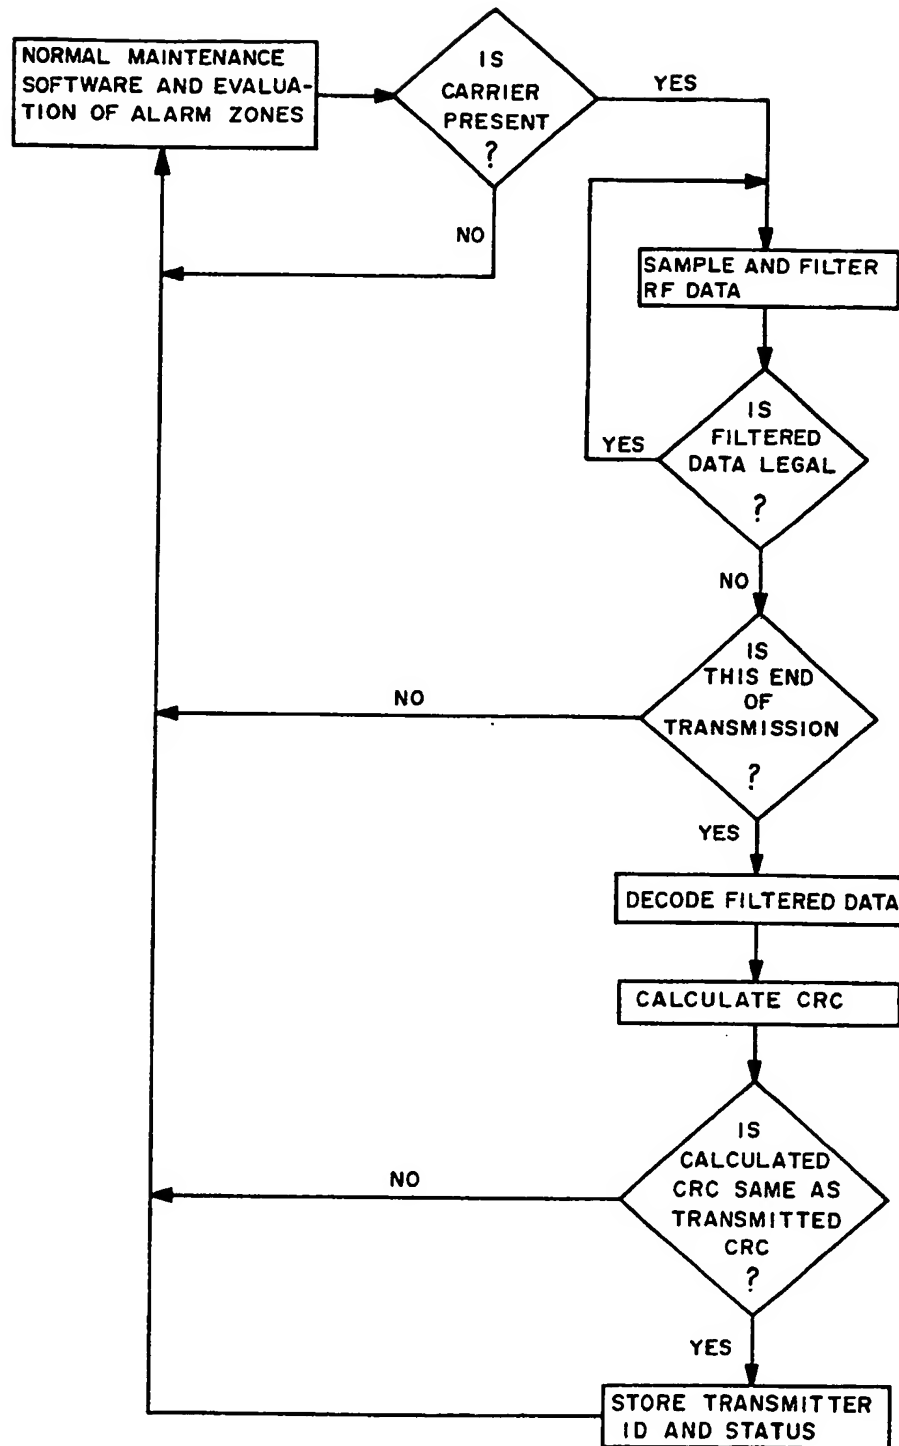 NORMAL MAINTENANCE
SOFTWARE AND EVALUA-
TION OF ALARM ZONES
IS
CARRIER
PRESENT
?
YES
NO
SAMPLE AND FILTER
RF DATA
IS
FILTERED
DATA LEGAL
?
YES
NO
IS
THIS END
OF
TRANSMISSION
?
NO
YES
DECODE FILTERED DATA
CALCULATE CRC
IS
CALCULATED
CRC SAME AS
TRANSMITTED
CRC
?
NO
YES
STORE TRANSMITTER
ID AND STATUS